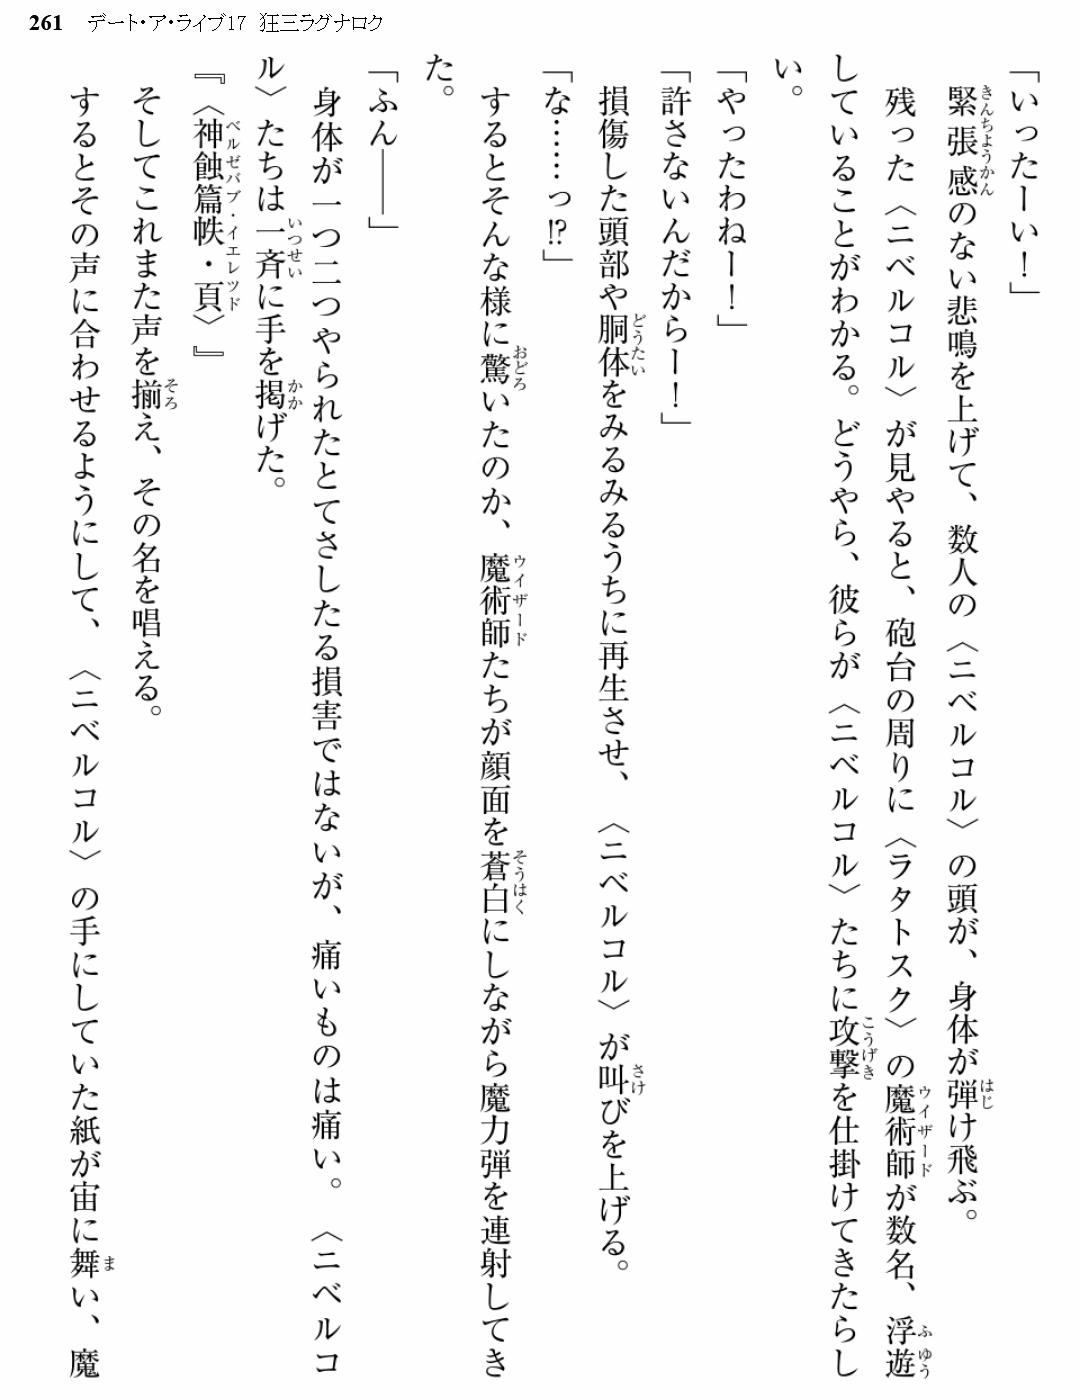 261 デート・ア・ライブ17 狂三ラグナロク
「いったーい！」
緊張感のない悲鳴を上げて、数人の〈ニベルコル〉の頭が、身体が弾け飛ぶ。
残った〈ニベルコル〉が見やると、砲台の周りに〈ラタトスク〉の魔術師が数名、浮遊
していることがわかる。どうやら、彼らが〈ニベルコル〉たちに攻撃を仕掛けてきたらし
い。
「やったわねー！」
「許さないんだからー！」
損傷した頭部や胴体をみるみるうちに再生させ、〈ニベルコル〉が叫びを上げる。
「な……っ⁉」
するとそんな様に驚いたのか、魔術師たちが顔面を蒼白にしながら魔力弾を連射してき
た。
「ふん――」
身体が一つ二つやられたとてさしたる損害ではないが、痛いものは痛い。〈ニベルコ
ル〉たちは一斉に手を掲げた。
『〈神蝕篇帙・頁〉』
そしてこれまた声を揃え、その名を唱える。
するとその声に合わせるようにして、〈ニベルコル〉の手にしていた紙が宙に舞い、魔